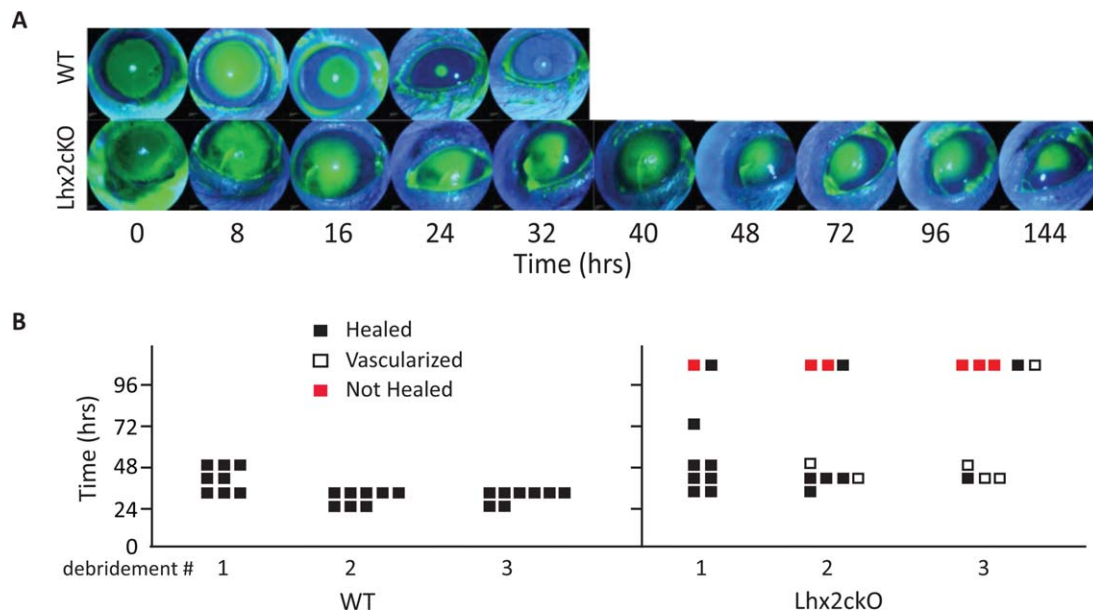 A
WT
Lhx2cKO
0 8 16 24 32 40 48 72 96 144
Time (hrs)
B
Healed
Vascularized
Not Healed
Time (hrs)
96
72
48
24
0
debridement # 1 2 3 1 2 3
WT Lhx2ckO